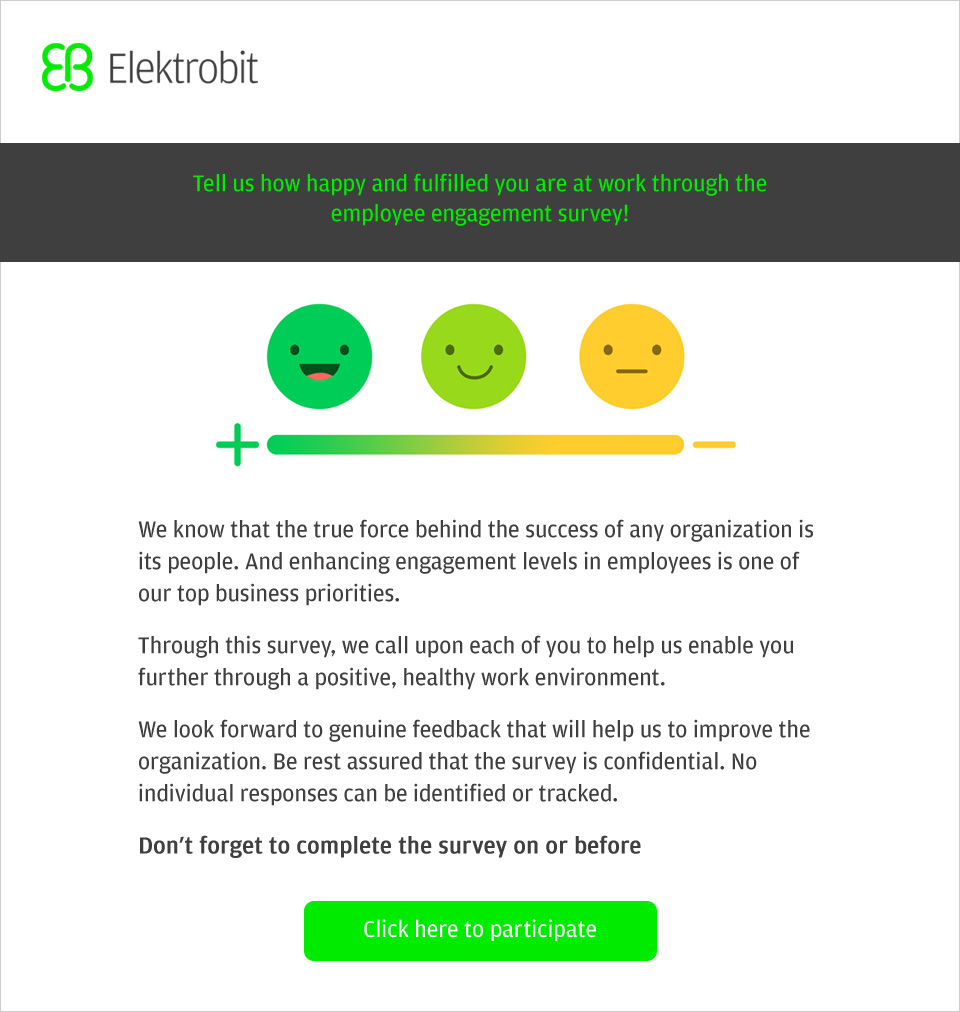 EB Elektrobit
Tell us how happy and fulfilled you are at work through the
employee engagement survey!
We know that the true force behind the success of any organization is
its people. And enhancing engagement levels in employees is one of
our top business priorities.
Through this survey, we call upon each of you to help us enable you
further through a positive, healthy work environment.
We look forward to genuine feedback that will help us to improve the
organization. Be rest assured that the survey is confidential. No
individual responses can be identified or tracked.
Don’t forget to complete the survey on or before
Click here to participate